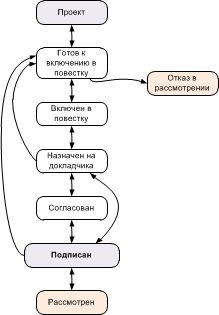 Проект
Готов к
включению в
повестку
Отказ в
рассмотрении
Включен в
повестку
Назначен на
докладчика
Согласован
Подписан
Рассмотрен